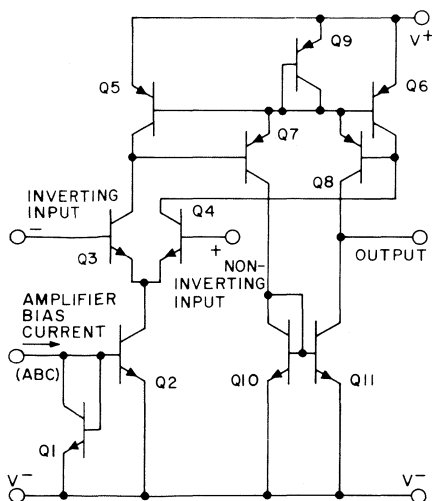 Q9
V+
Q5
Q6
Q7
Q8
INVERTING
INPUT
Q4
−
+
Q3
NON-
INVERTING
INPUT
OUTPUT
AMPLIFIER
BIAS
CURRENT
(ABC)
Q2
Q10
Q11
Q1
V−
V−